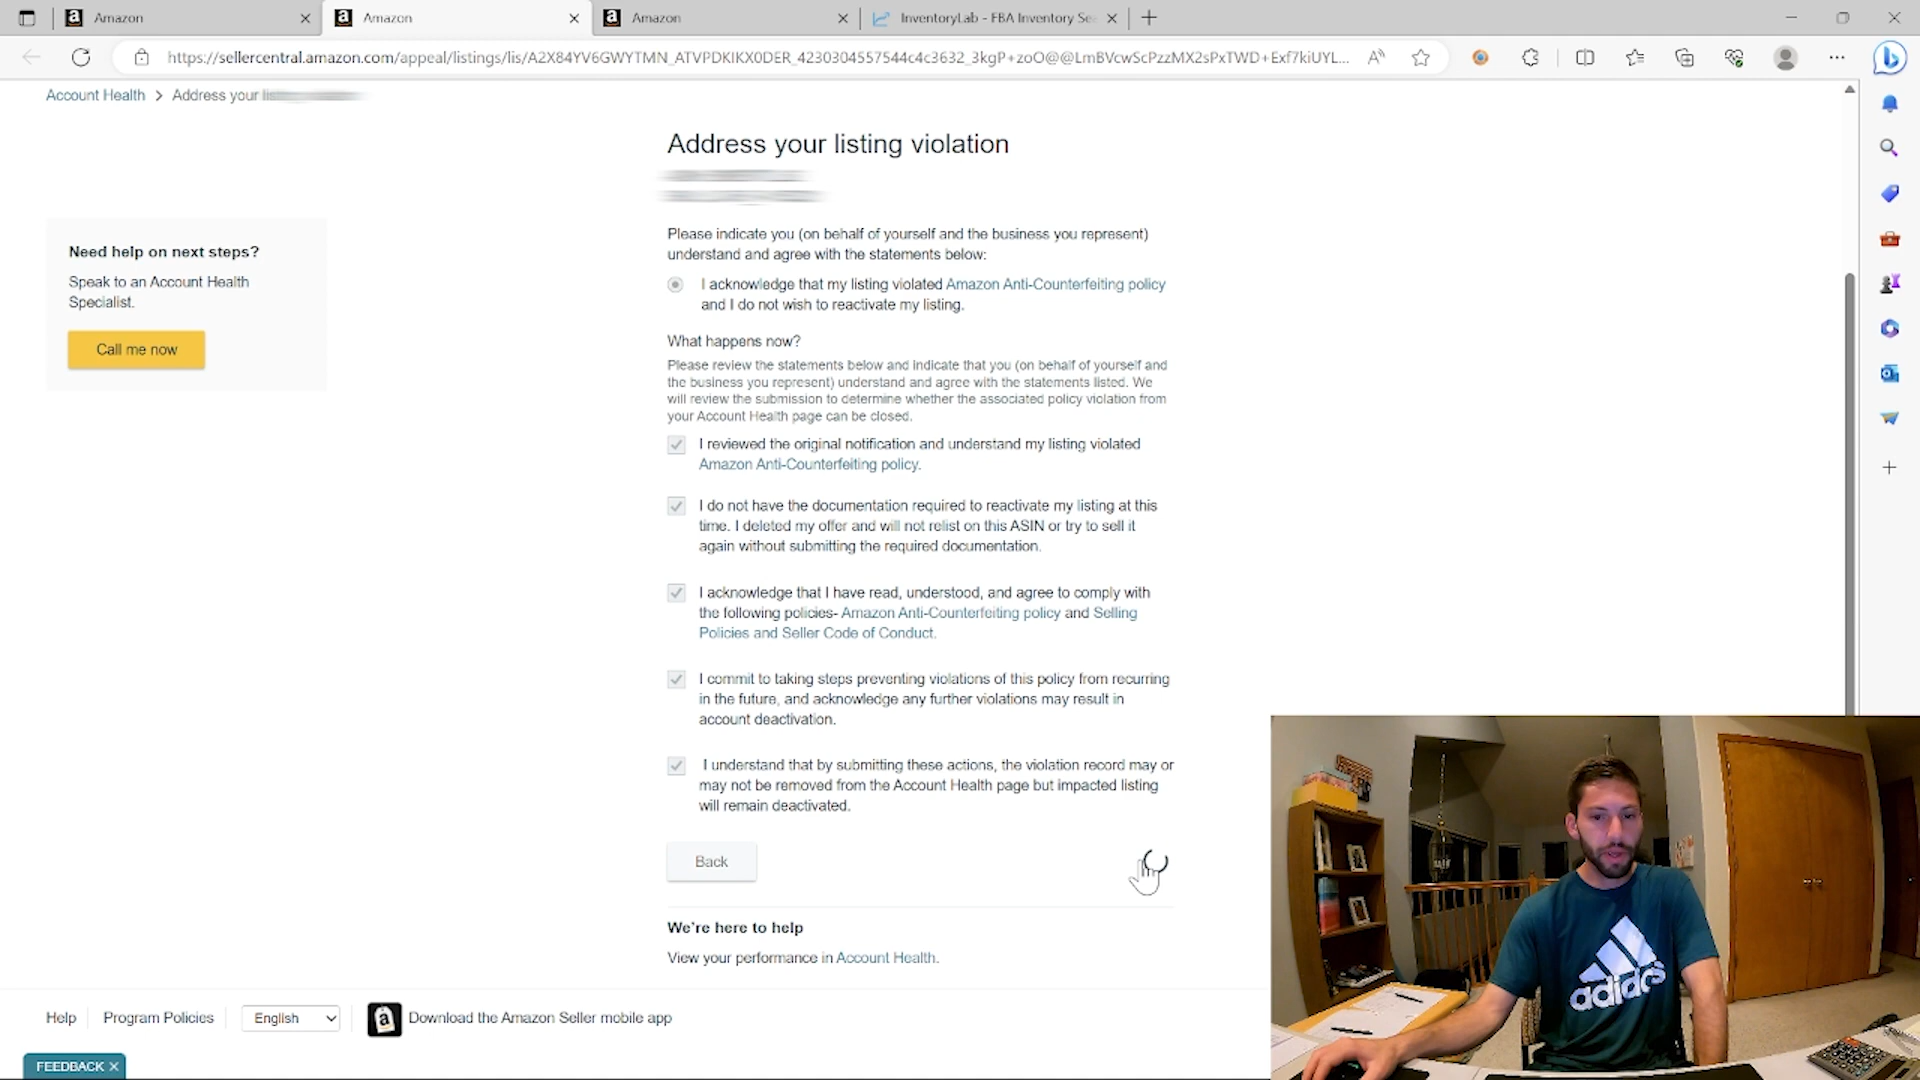 Amazon
Amazon
Amazon
InventoryLab - FBA Inventory Se
https://sellercentral.amazon.com/appeal/listings/lis/A2X84YV6GWYTMN_ATVPDKIKX0DER_4230304557544c4c3632_3kgP+zoO@@LmBVcwScPzzMX2sPxTWD+Exf7kiUYL...
Account Health > Address your
Address your listing violation
Please indicate you (on behalf of yourself and the business you represent)
understand and agree with the statements below:
I acknowledge that my listing violated Amazon Anti-Counterfeiting policy
and I do not wish to reactivate my listing.
What happens now?
Please review the statements below and indicate that you (on behalf of yourself and
the business you represent) understand and agree with the statements listed. We
will review the submission to determine whether the associated policy violation from
your Account Health page can be closed.
I reviewed the original notification and understand my listing violated
Amazon Anti-Counterfeiting policy.
I do not have the documentation required to reactivate my listing at this
time. I deleted my offer and will not relist on this ASIN or try to sell it
again without submitting the required documentation.
I acknowledge that I have read, understood, and agree to comply with
the following policies- Amazon Anti-Counterfeiting policy and Selling
Policies and Seller Code of Conduct.
I commit to taking steps preventing violations of this policy from recurring
in the future, and acknowledge any further violations may result in
account deactivation.
I understand that by submitting these actions, the violation record may or
may not be removed from the Account Health page but impacted listing
will remain deactivated.
Back
We're here to help
View your performance in Account Health.
Need help on next steps?
Speak to an Account Health
Specialist.
Call me now
Help
Program Policies
English
Download the Amazon Seller mobile app
FEEDBACK X
adidas